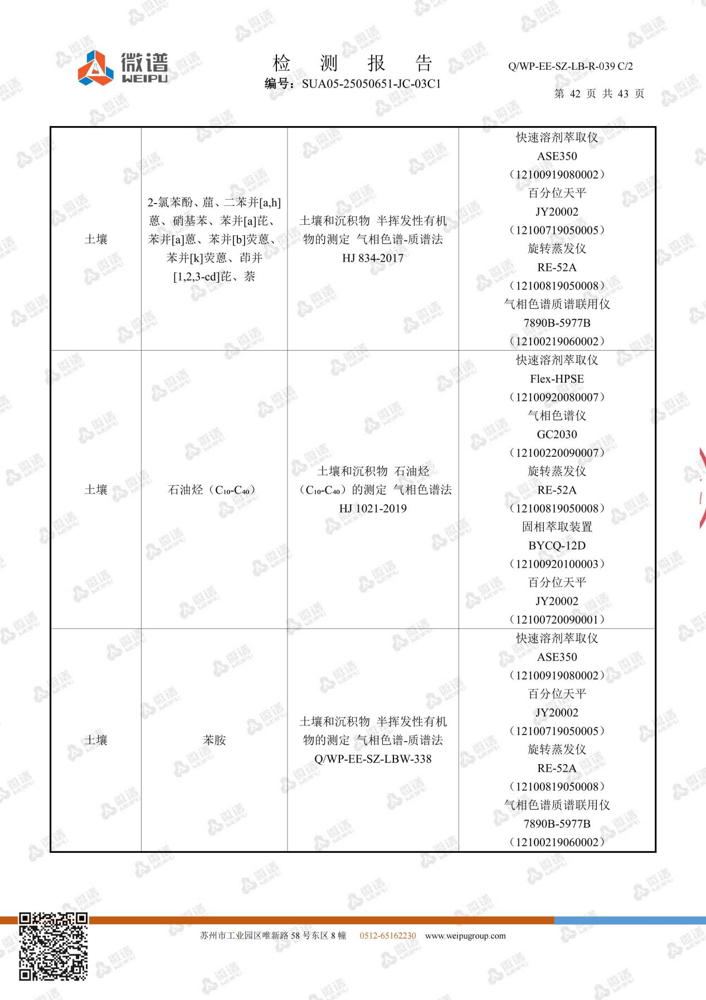 微谱
WEIPU
检 测 报 告
编号：SUA05-25050651-JC-03C1
Q/WP-EE-SZ-LB-R-039 C/2
第 42 页 共 43 页
土壤
2-氯苯酚、䓛、二苯并[a,h]
蒽、硝基苯、苯并[a]芘、
苯并[a]蒽、苯并[b]荧蒽、
苯并[k]荧蒽、茚并
[1,2,3-cd]芘、萘
土壤和沉积物 半挥发性有机
物的测定 气相色谱-质谱法
HJ 834-2017
快速溶剂萃取仪
ASE350
（12100919080002）
百分位天平
JY20002
（12100719050005）
旋转蒸发仪
RE-52A
（12100819050008）
气相色谱质谱联用仪
7890B-5977B
（12100219060002）
土壤
石油烃（C₁₀-C₄₀）
土壤和沉积物 石油烃
（C₁₀-C₄₀）的测定 气相色谱法
HJ 1021-2019
快速溶剂萃取仪
Flex-HPSE
（12100920080007）
气相色谱仪
GC2030
（12100220090007）
旋转蒸发仪
RE-52A
（12100819050008）
固相萃取装置
BYCQ-12D
（12100920100003）
百分位天平
JY20002
（12100720090001）
土壤
苯胺
土壤和沉积物 半挥发性有机
物的测定 气相色谱-质谱法
Q/WP-EE-SZ-LBW-338
快速溶剂萃取仪
ASE350
（12100919080002）
百分位天平
JY20002
（12100719050005）
旋转蒸发仪
RE-52A
（12100819050008）
气相色谱质谱联用仪
7890B-5977B
（12100219060002）
苏州市工业园区唯新路 58 号东区 8 幢 0512-65162230 www.weipugroup.com